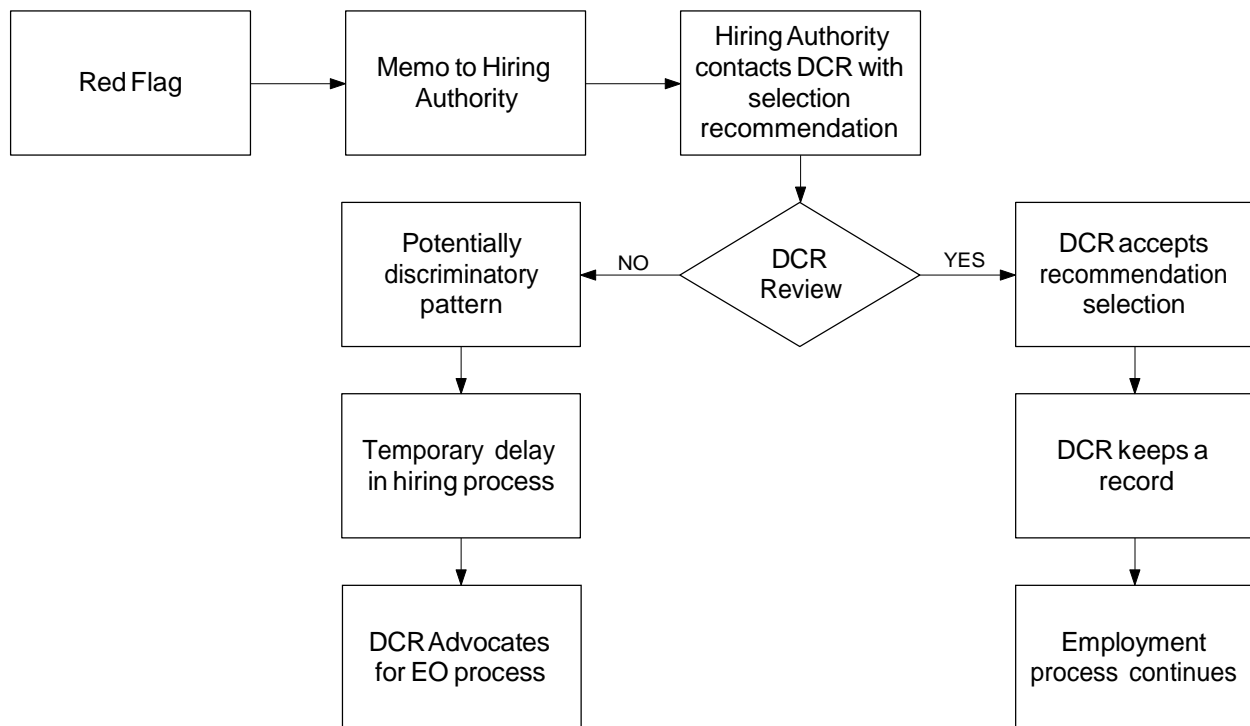 Red Flag
Memo to Hiring
Authority
Hiring Authority
contacts DCR with
selection
recommendation
Potentially
discriminatory
pattern
NO
DCR
Review
YES
DCR accepts
recommendation
selection
Temporary delay
in hiring process
DCR keeps a
record
DCR Advocates
for EO process
Employment
process continues